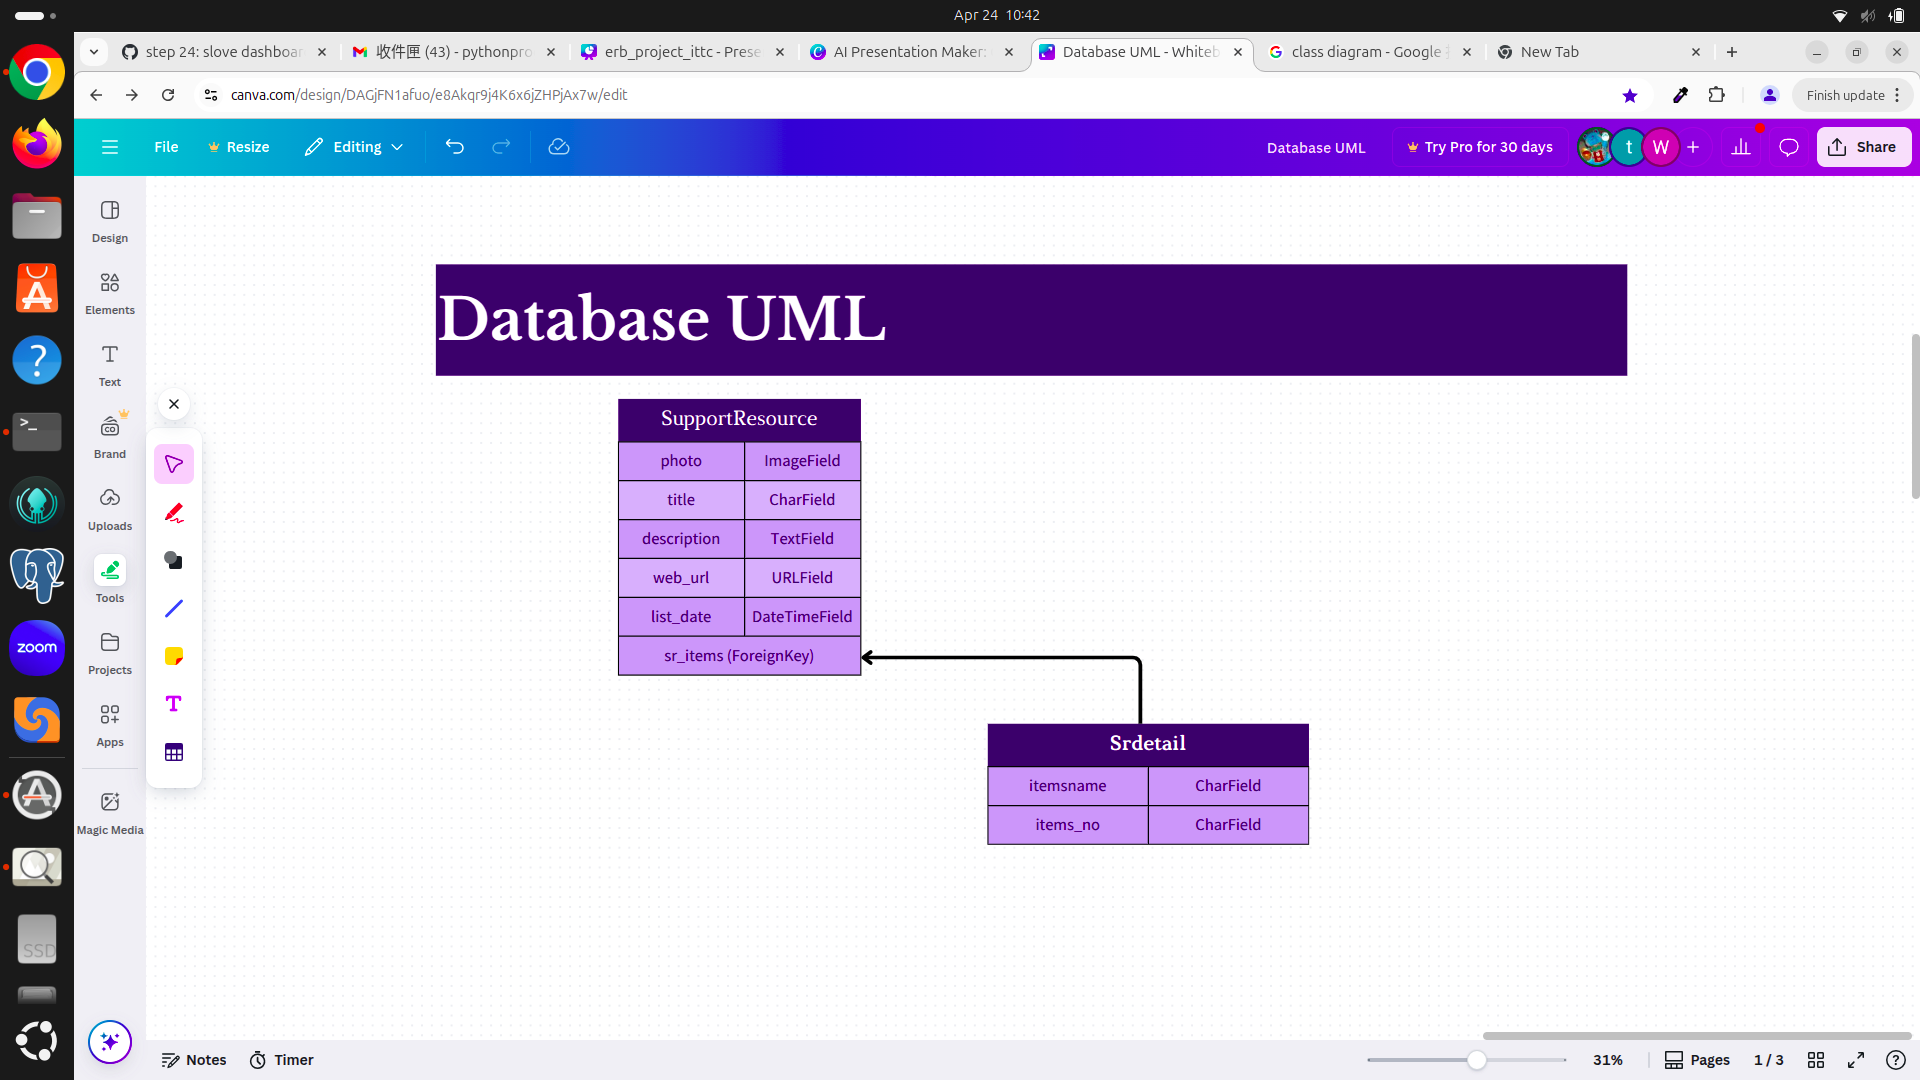 Apr 24 10:42
step 24: slove dashboar
收件匣 (43) - pythonpro
erb_project_ittc - Prese
AI Presentation Maker:
Database UML - Whiteb
class diagram - Google
New Tab
canva.com/design/DAGjFN1afuo/e8Akqr9j4K6x6jZHPjAx7w/edit
Finish update
File
Resize
Editing
Database UML
Try Pro for 30 days
t
W
Share
Design
Elements
Text
Brand
Uploads
Tools
Projects
Apps
Magic Media
zoom
SSD
Database UML
SupportResource
photo ImageField
title CharField
description TextField
web_url URLField
list_date DateTimeField
sr_items (ForeignKey)
Srdetail
itemsname CharField
items_no CharField
Notes
Timer
31%
Pages
1 / 3